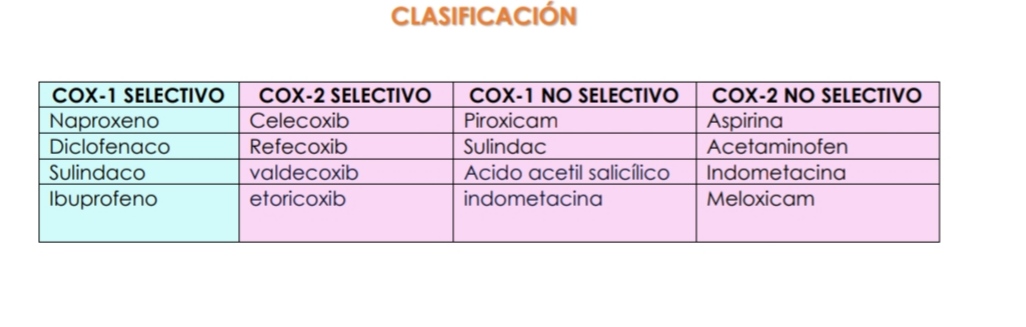 CLASIFICACIÓN
COX-1 SELECTIVO COX-2 SELECTIVO COX-1 NO SELECTIVO COX-2 NO SELECTIVO
Naproxeno Celecoxib Piroxicam Aspirina
Diclofenaco Refecoxib Sulindac Acetaminofen
Sulindaco valdecoxib Acido acetil salicílico Indometacina
Ibuprofeno etoricoxib indometacina Meloxicam